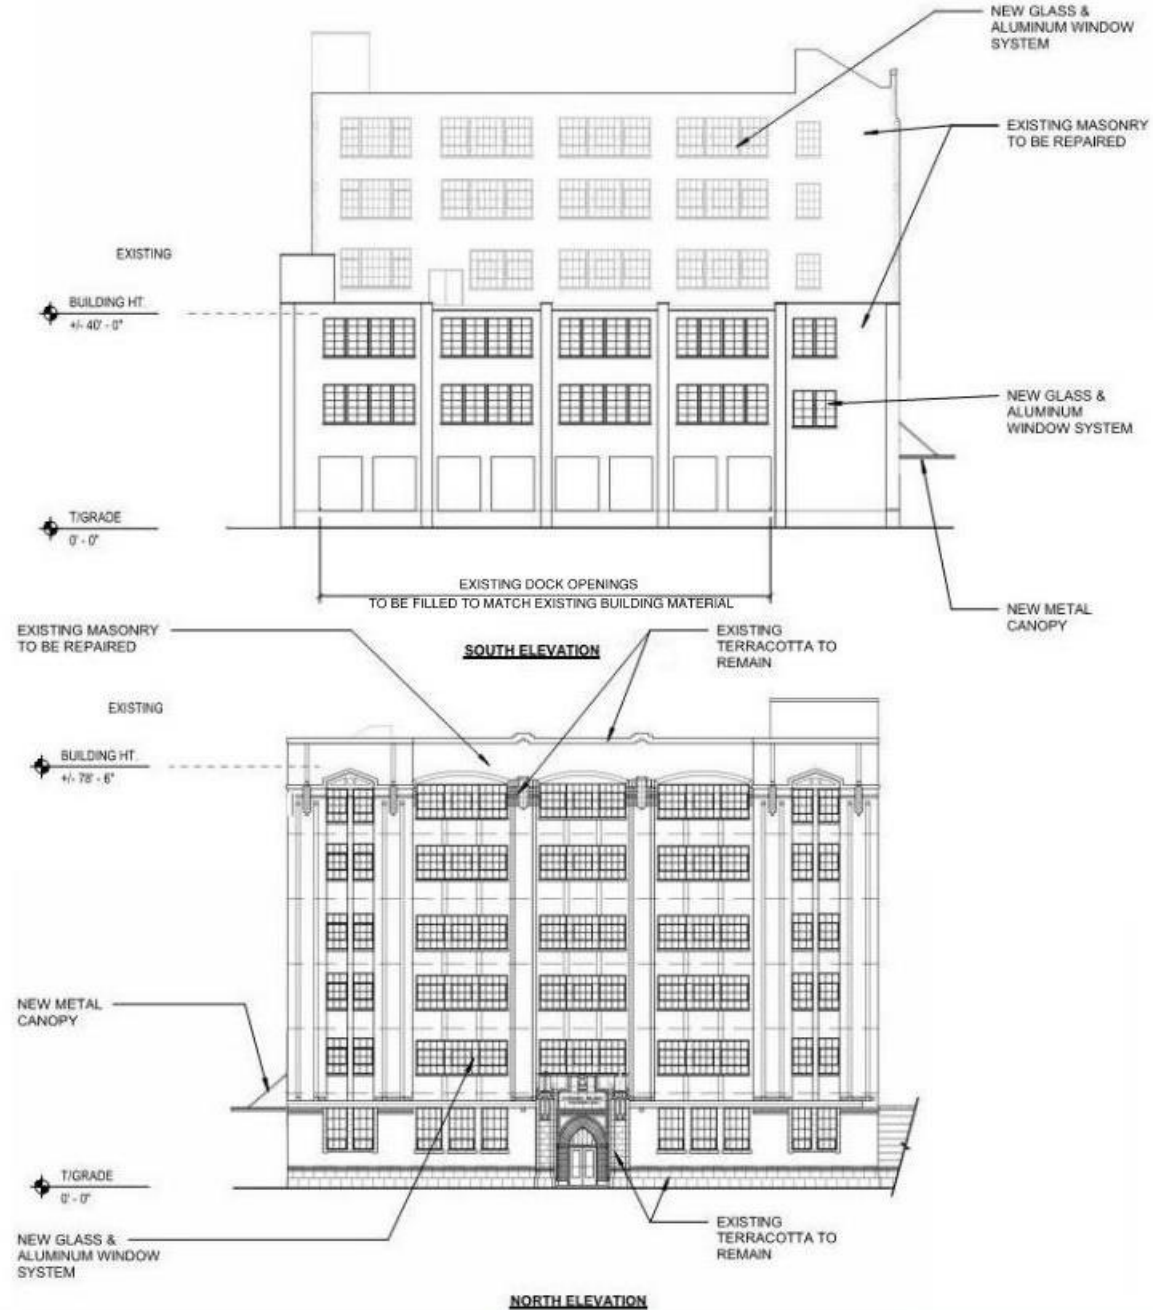 NEW GLASS &
ALUMINUM WINDOW
SYSTEM
EXISTING MASONRY
TO BE REPAIRED
EXISTING
BUILDING HT.
+/- 40' - 0"
NEW GLASS &
ALUMINUM
WINDOW SYSTEM
T/GRADE
0' - 0"
EXISTING DOCK OPENINGS
TO BE FILLED TO MATCH EXISTING BUILDING MATERIAL
NEW METAL
CANOPY
SOUTH ELEVATION
EXISTING MASONRY
TO BE REPAIRED
EXISTING
TERRACOTTA TO
REMAIN
EXISTING
BUILDING HT.
+/- 78' - 6"
NEW METAL
CANOPY
T/GRADE
0' - 0"
NEW GLASS &
ALUMINUM WINDOW
SYSTEM
EXISTING
TERRACOTTA TO
REMAIN
NORTH ELEVATION